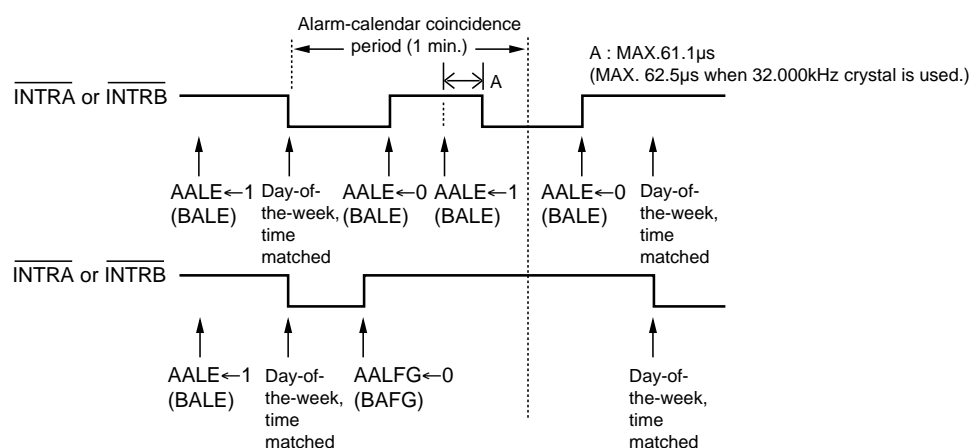 Alarm-calendar coincidence
period (1 min.)
A : MAX.61.1µs
(MAX. 62.5µs when 32.000kHz crystal is used.)
A
INTRA or INTRB
AALE←1
(BALE)
Day-of-
the-week,
time
matched
AALE←0
(BALE)
AALE←1
(BALE)
AALE←0
(BALE)
Day-of-
the-week,
time
matched
INTRA or INTRB
AALE←1
(BALE)
Day-of-
the-week,
time
matched
AALFG←0
(BAFG)
Day-of-
the-week,
time
matched